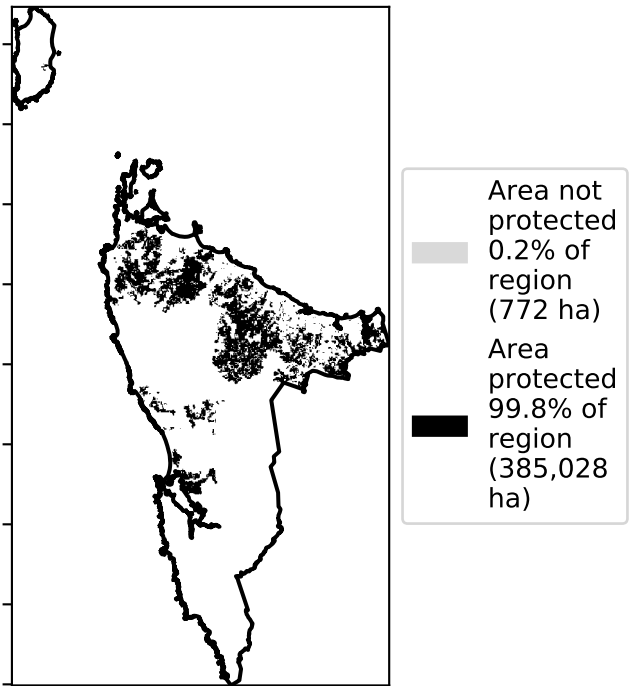 Area not
protected
0.2% of
region
(772 ha)
Area
protected
99.8% of
region
(385,028
ha)